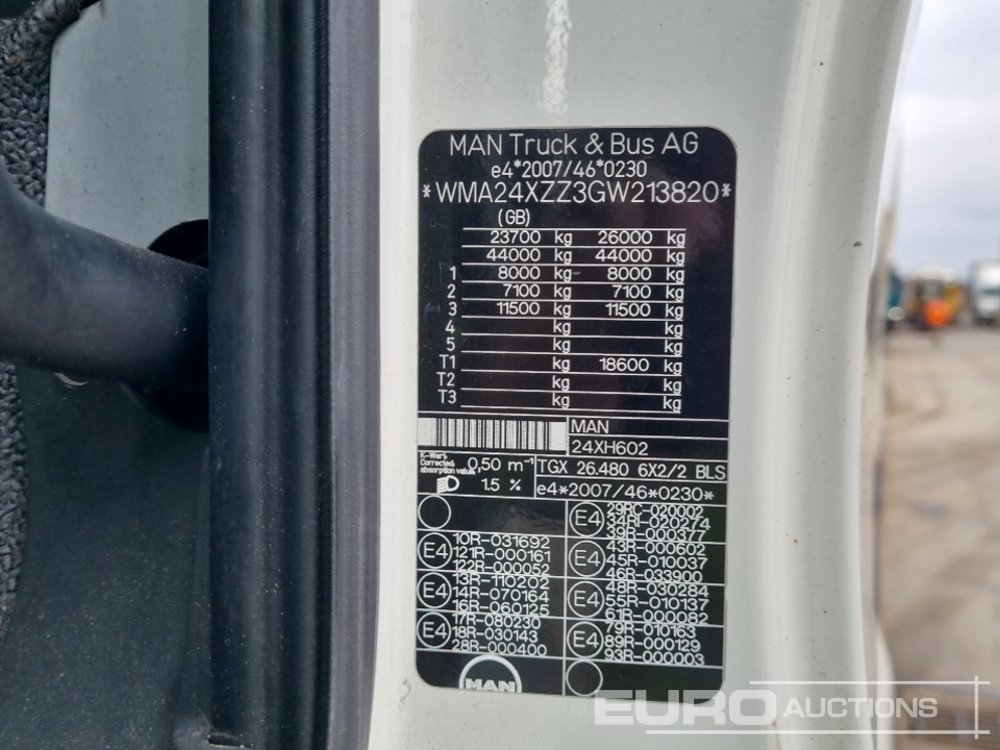 MAN Truck & Bus AG
e4*2007/46*0230
*WMA24XZZ3GW213820*
(GB)
23700 kg 26000 kg
44000 kg 44000 kg
1 8000 kg 8000 kg
2 7100 kg 7100 kg
3 11500 kg 11500 kg
4 kg kg
5 kg kg
T1 kg 18600 kg
T2 kg kg
T3 kg kg
MAN
24XH602
K-Wert
Corrected
absorption value
0,50 m⁻¹
1.5 %
TGX 26.480 6X2/2 BLS
e4*2007/46*0230*
E4
10R-031692
121R-000161
122R-000052
E4
13R-110202
14R-070164
16R-060125
E4
17R-080230
18R-030143
28R-000400
E4
29RC-020002
34RI-020274
39R-000377
E4
43R-000602
45R-010037
46R-033900
E4
48R-030284
55R-010137
61R-000082
E4
79R-010163
89R-000129
93R-000003
MAN
EURO AUCTIONS